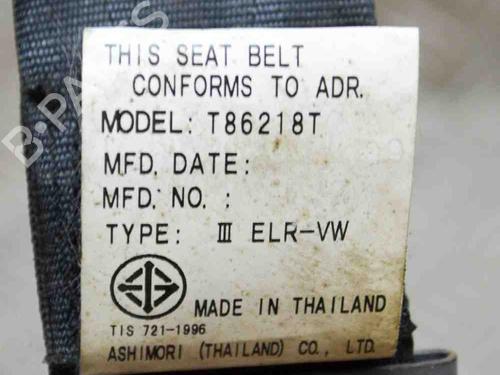 THIS SEAT BELT
CONFORMS TO ADR.
MODEL: T86218T
MFD. DATE:
MFD. NO. :
TYPE: Ⅲ ELR-VW
MADE IN THAILAND
TIS 721-1996
ASHIMORI (THAILAND) CO., LTD.
B-PARTS